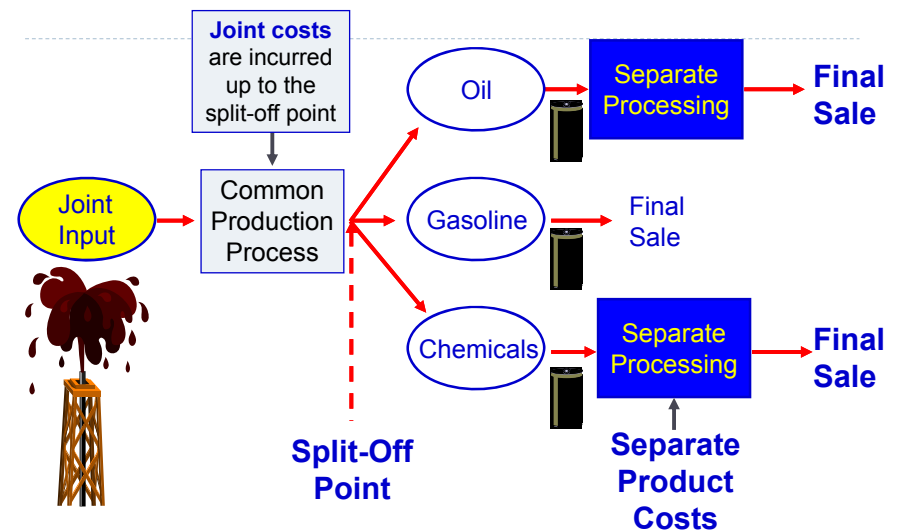 Joint costs
are incurred
up to the
split-off point
Oil
Separate
Processing
Final
Sale
Joint
Input
Common
Production
Process
Gasoline
Final
Sale
Chemicals
Separate
Processing
Final
Sale
Split-Off
Point
Separate
Product
Costs